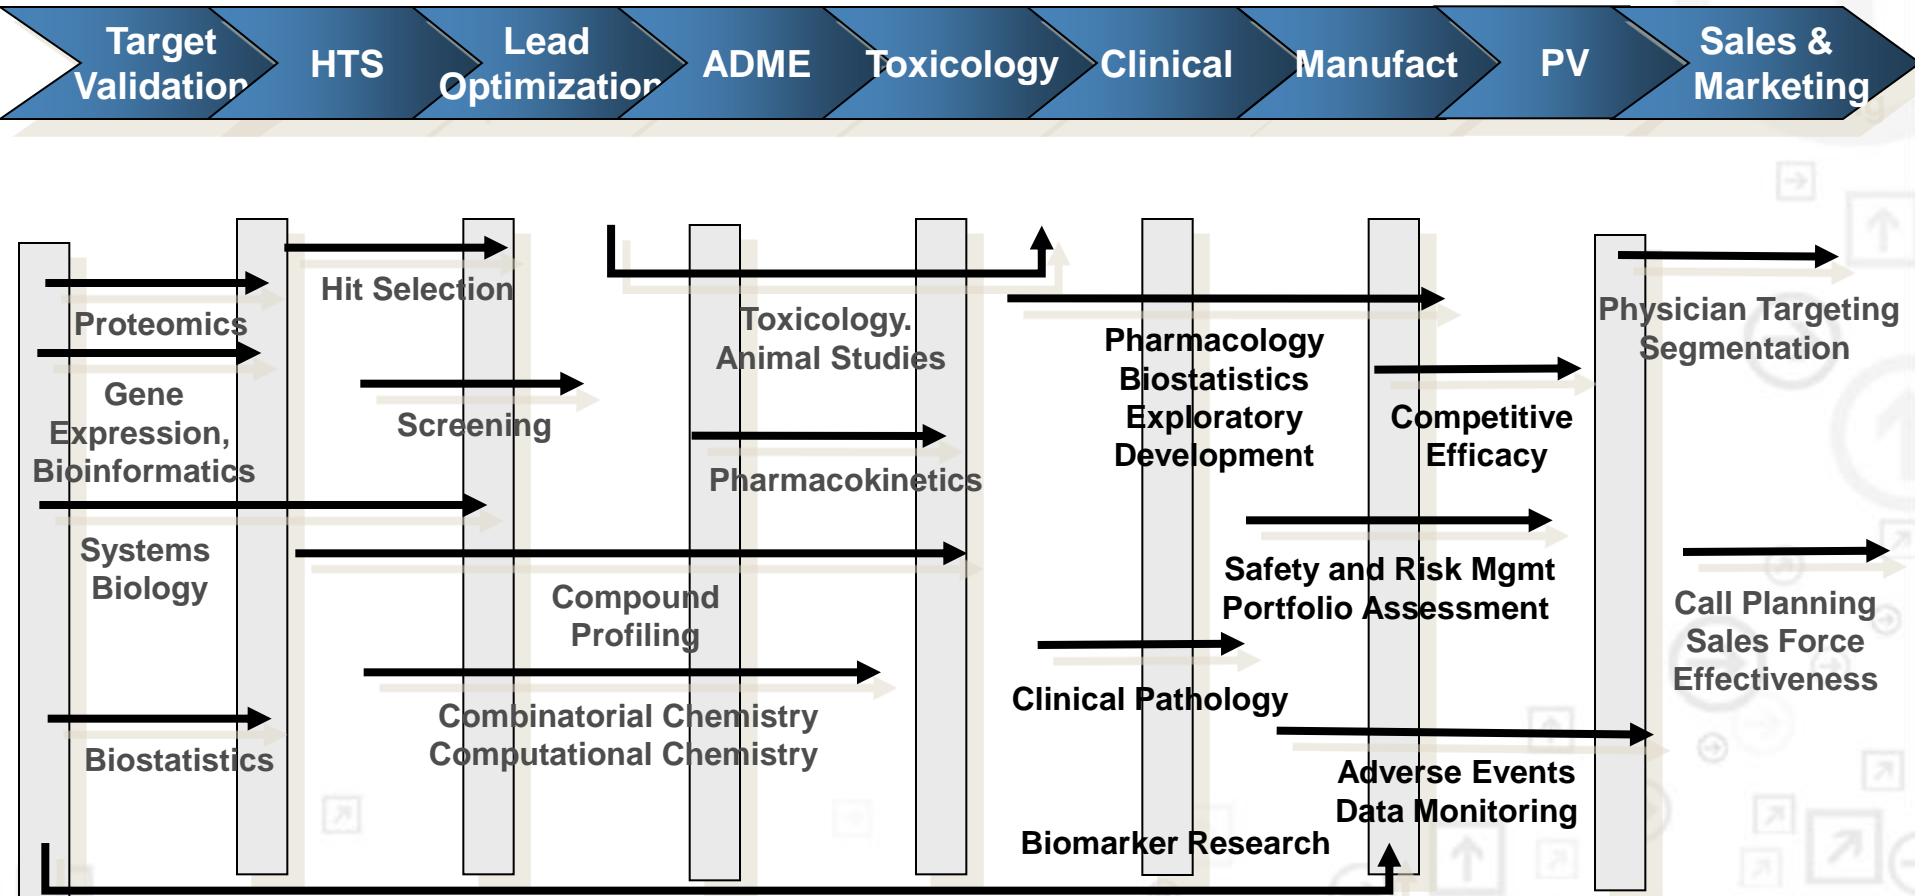 Target
Validation
HTS
Lead
Optimization
ADME
Toxicology
Clinical
Manufact
PV
Sales &
Marketing
Hit Selection
Proteomics
Toxicology.
Animal Studies
Physician Targeting
Segmentation
Pharmacology
Biostatistics
Exploratory
Development
Gene
Expression,
Bioinformatics
Screening
Competitive
Efficacy
Pharmacokinetics
Systems
Biology
Compound
Profiling
Safety and Risk Mgmt
Portfolio Assessment
Call Planning
Sales Force
Effectiveness
Clinical Pathology
Combinatorial Chemistry
Computational Chemistry
Biostatistics
Adverse Events
Data Monitoring
Biomarker Research